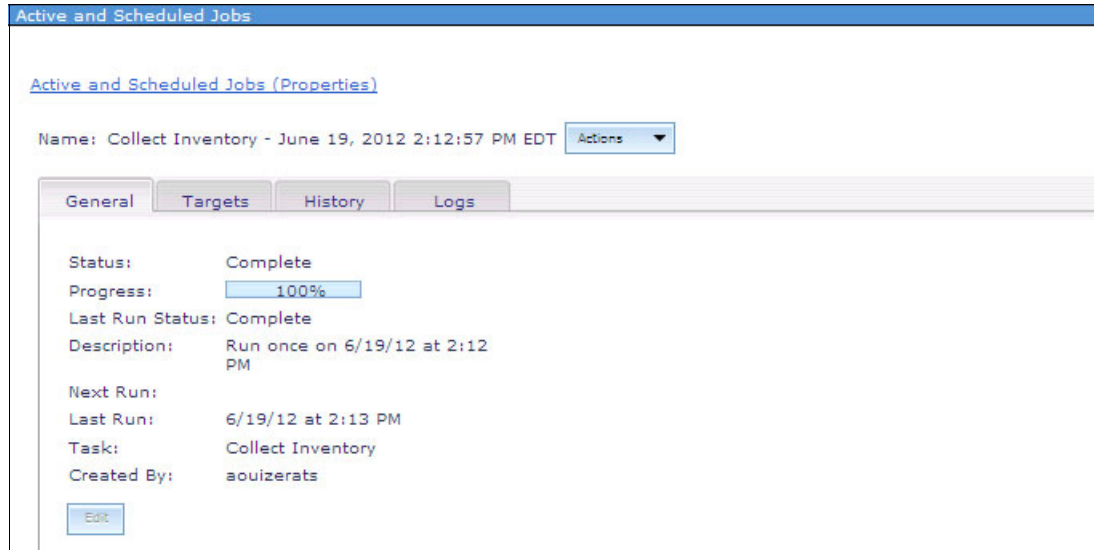 Active and Scheduled Jobs
Active and Scheduled Jobs (Properties)
Name: Collect Inventory - June 19, 2012 2:12:57 PM EDT Actions
General Targets History Logs
Status: Complete
Progress: 100%
Last Run Status: Complete
Description: Run once on 6/19/12 at 2:12
PM
Next Run:
Last Run: 6/19/12 at 2:13 PM
Task: Collect Inventory
Created By: aouizerats
Edit